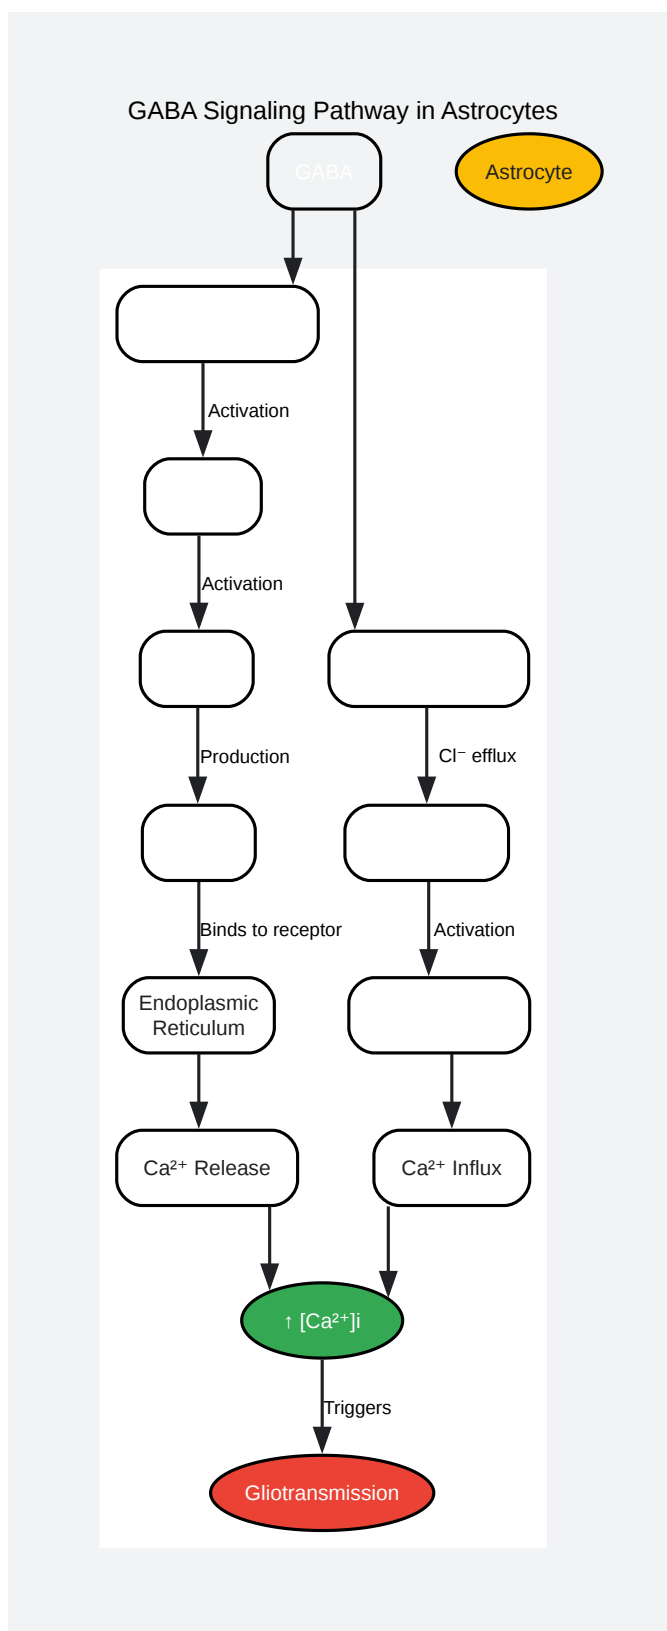 GABA Signaling Pathway in Astrocytes
GABA
Astrocyte
Activation
Activation
Production
Cl⁻ efflux
Binds to receptor
Activation
Endoplasmic
Reticulum
Ca²⁺ Release
Ca²⁺ Influx
↑ [Ca²⁺]i
Triggers
Gliotransmission